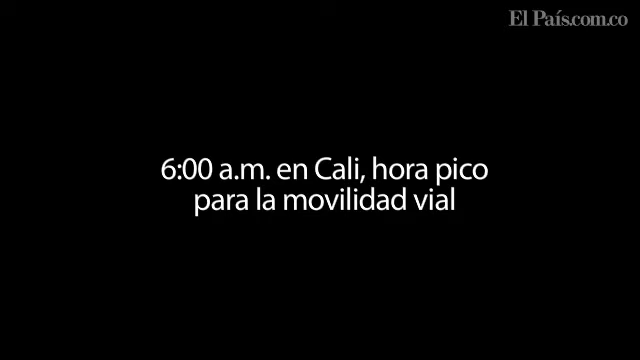 El País.com.co
6:00 a.m. en Cali, hora pico
para la movilidad vial